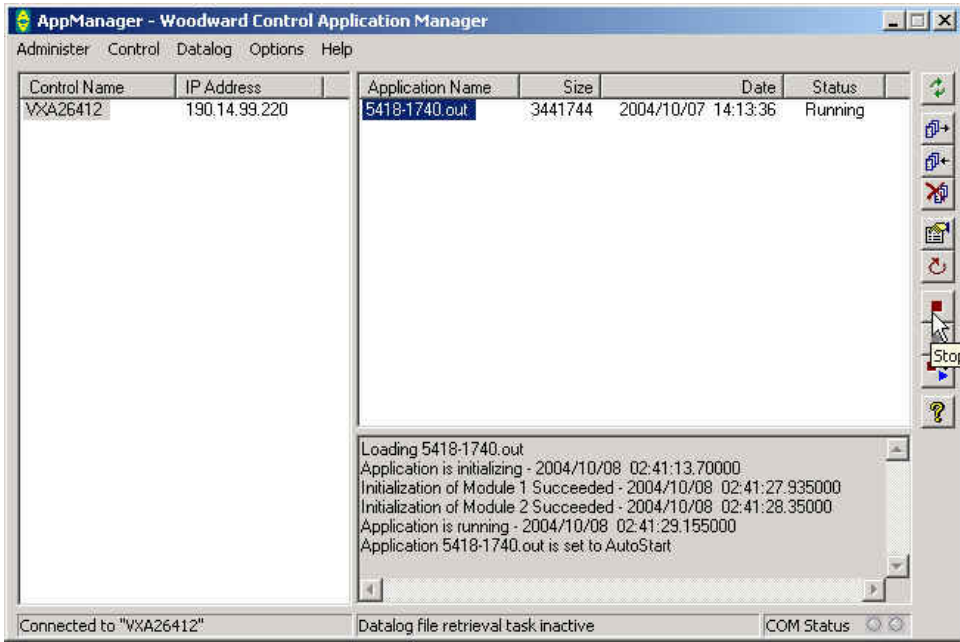 AppManager - Woodward Control Application Manager
Administer Control Datalog Options Help
Control Name IP Address
VXA26412 190.14.99.220
Application Name Size Date Status
5418-1740.out 3441744 2004/10/07 14:13:36 Running
Stop
Loading 5418-1740.out
Application is initializing - 2004/10/08 02:41:13.70000
Initialization of Module 1 Succeeded - 2004/10/08 02:41:27.935000
Initialization of Module 2 Succeeded - 2004/10/08 02:41:28.35000
Application is running - 2004/10/08 02:41:29.155000
Application 5418-1740.out is set to AutoStart
Connected to "VXA26412" Datalog file retrieval task inactive COM Status